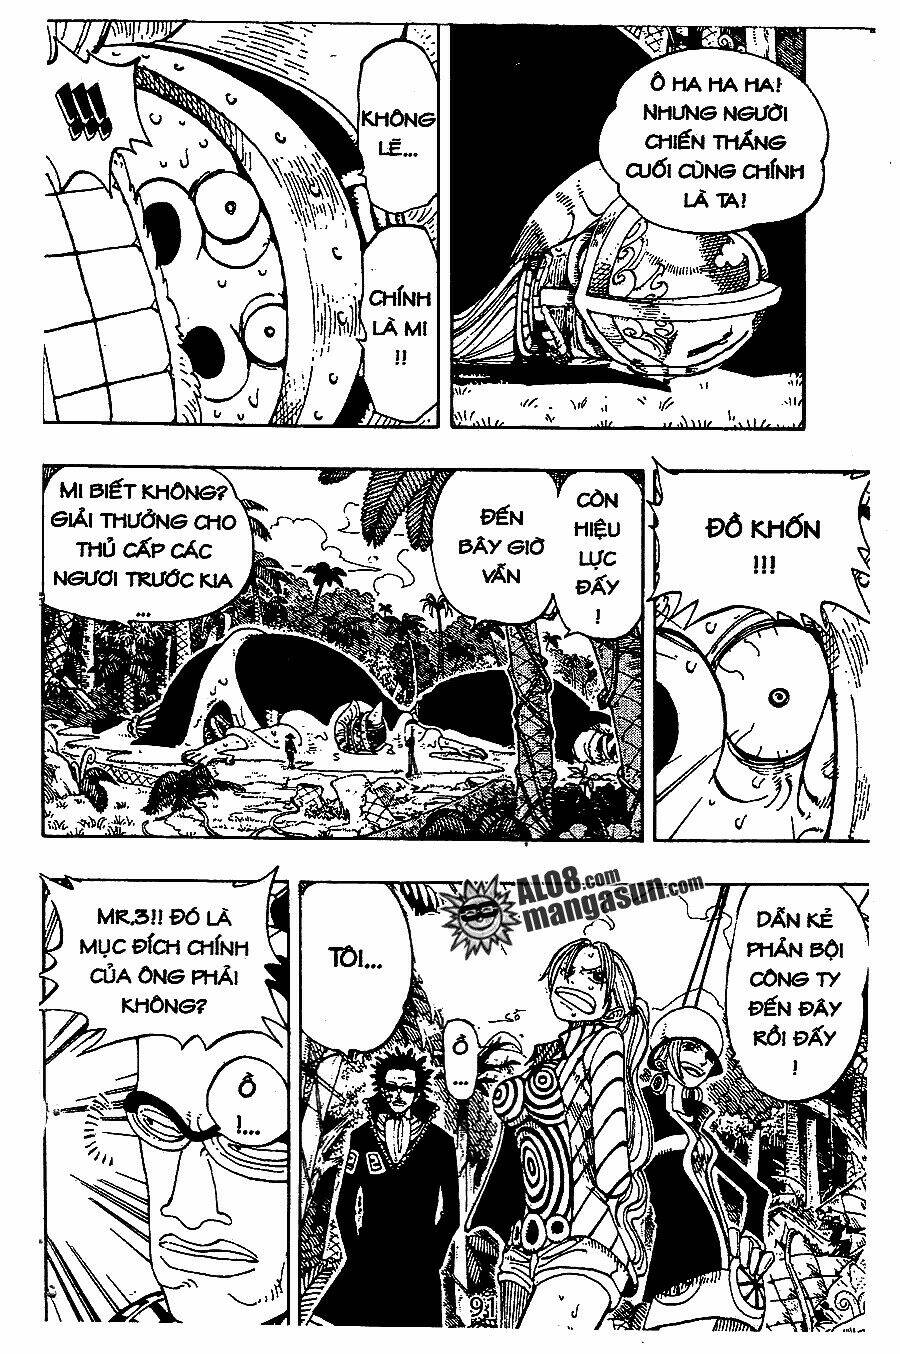 !!!
KHÔNG
LẼ...
CHÍNH
LÀ MI
!!
Ô HA HA HA!
NHƯNG NGƯỜI
CHIẾN THẮNG
CUỐI CÙNG CHÍNH
LÀ TA!
MI BIẾT KHÔNG?
GIẢI THƯỞNG CHO
THỦ CẤP CÁC
NGƯƠI TRƯỚC KIA
...
ĐẾN
BÂY GIỜ
VẪN
CÒN
HIỆU
LỰC
ĐẤY
!
ĐỒ KHỐN
!!!
MR.3!! ĐÓ LÀ
MỤC ĐÍCH CHÍNH
CỦA ÔNG PHẢI
KHÔNG?
Ồ
!...
TÔI...
Ồ
...
DẪN KẺ
PHẢN BỘI
CÔNG TY
ĐẾN ĐÂY
RỒI ĐẤY
!
ALO8.com
mangasun.com
91